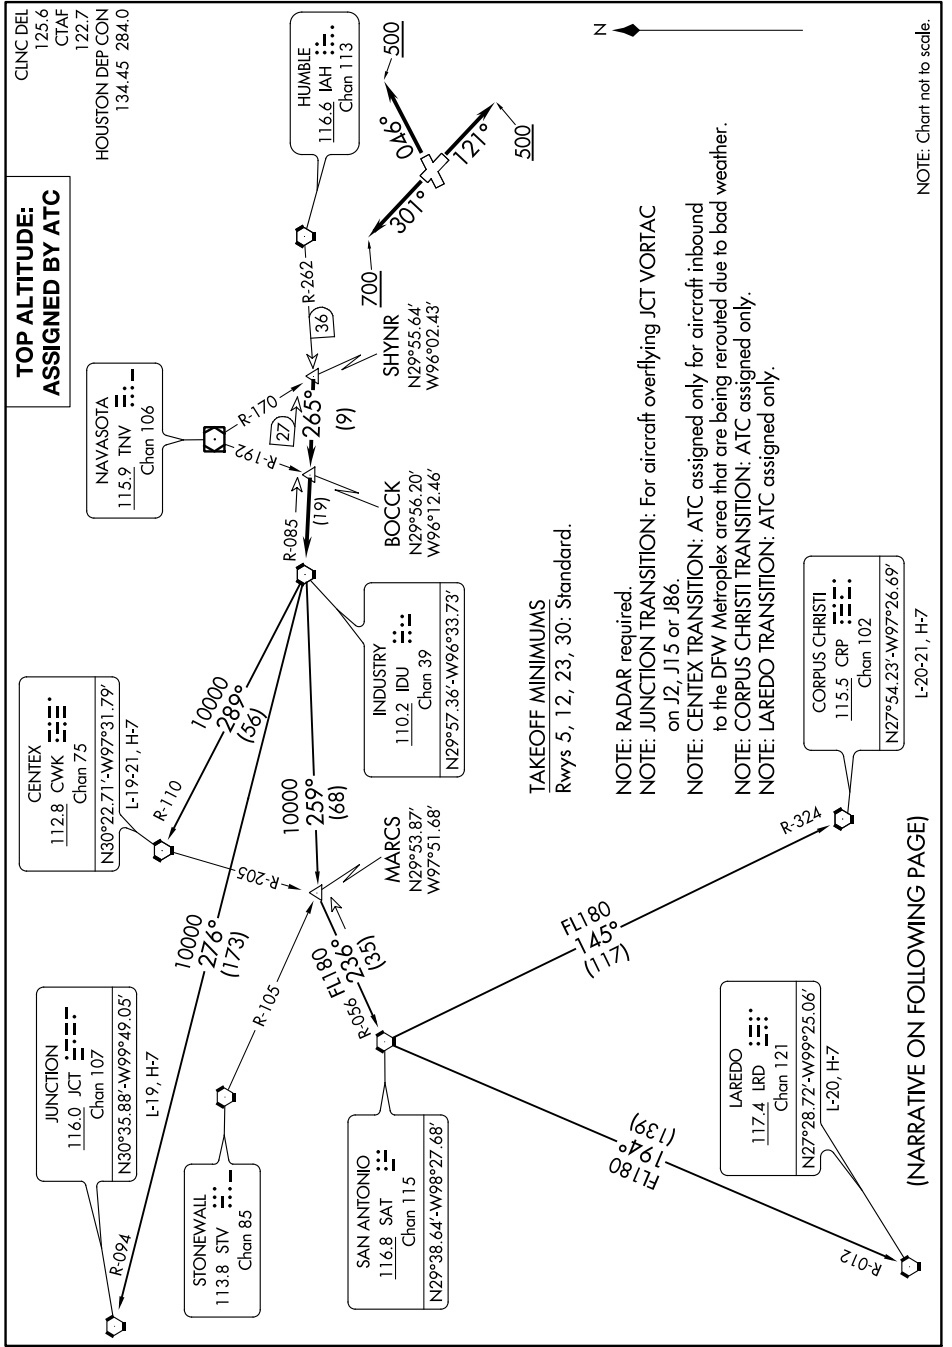 (NARRATIVE ON FOLLOWING PAGE)
NOTE: Chart not to scale.
CLNC DEL
125.6
CTAF
122.7
HOUSTON DEP CON
134.45 284.0
TOP ALTITUDE:
ASSIGNED BY ATC
JUNCTION
116.0 JCT
Chan 107
N30°35.88'-W99°49.05'
L-19, H-7
R-094
CENTEX
112.8 CWK
Chan 75
N30°22.71'-W97°31.79'
L-19-21, H-7
R-110
R-205
10000
276°
(173)
10000
289°
(56)
NAVASOTA
115.9 TNV
Chan 106
R-192
R-170
27
HUMBLE
116.6 IAH
Chan 113
R-262
36
STONEWALL
113.8 STV
Chan 85
R-105
10000
259°
(68)
R-085
(19)
265°
(9)
SHYNR
N29°55.64'
W96°02.43'
BOCCK
N29°56.20'
W96°12.46'
INDUSTRY
110.2 IDU
Chan 39
N29°57.36'-W96°33.73'
MARCS
N29°53.87'
W97°51.68'
FL180
236°
(35)
R-056
SAN ANTONIO
116.8 SAT
Chan 115
N29°38.64'-W98°27.68'
700
301°
046°
500
121°
500
N
TAKEOFF MINIMUMS
Rwys 5, 12, 23, 30: Standard.
NOTE: RADAR required.
NOTE: JUNCTION TRANSITION: For aircraft overflying JCT VORTAC
on J2, J15 or J86.
NOTE: CENTEX TRANSITION: ATC assigned only for aircraft inbound
to the DFW Metroplex area that are being rerouted due to bad weather.
NOTE: CORPUS CHRISTI TRANSITION: ATC assigned only.
NOTE: LAREDO TRANSITION: ATC assigned only.
FL180
145°
(117)
R-324
CORPUS CHRISTI
115.5 CRP
Chan 102
N27°54.23'-W97°26.69'
L-20-21, H-7
FL180
194°
(139)
R-012
LAREDO
117.4 LRD
Chan 121
N27°28.72'-W99°25.06'
L-20, H-7